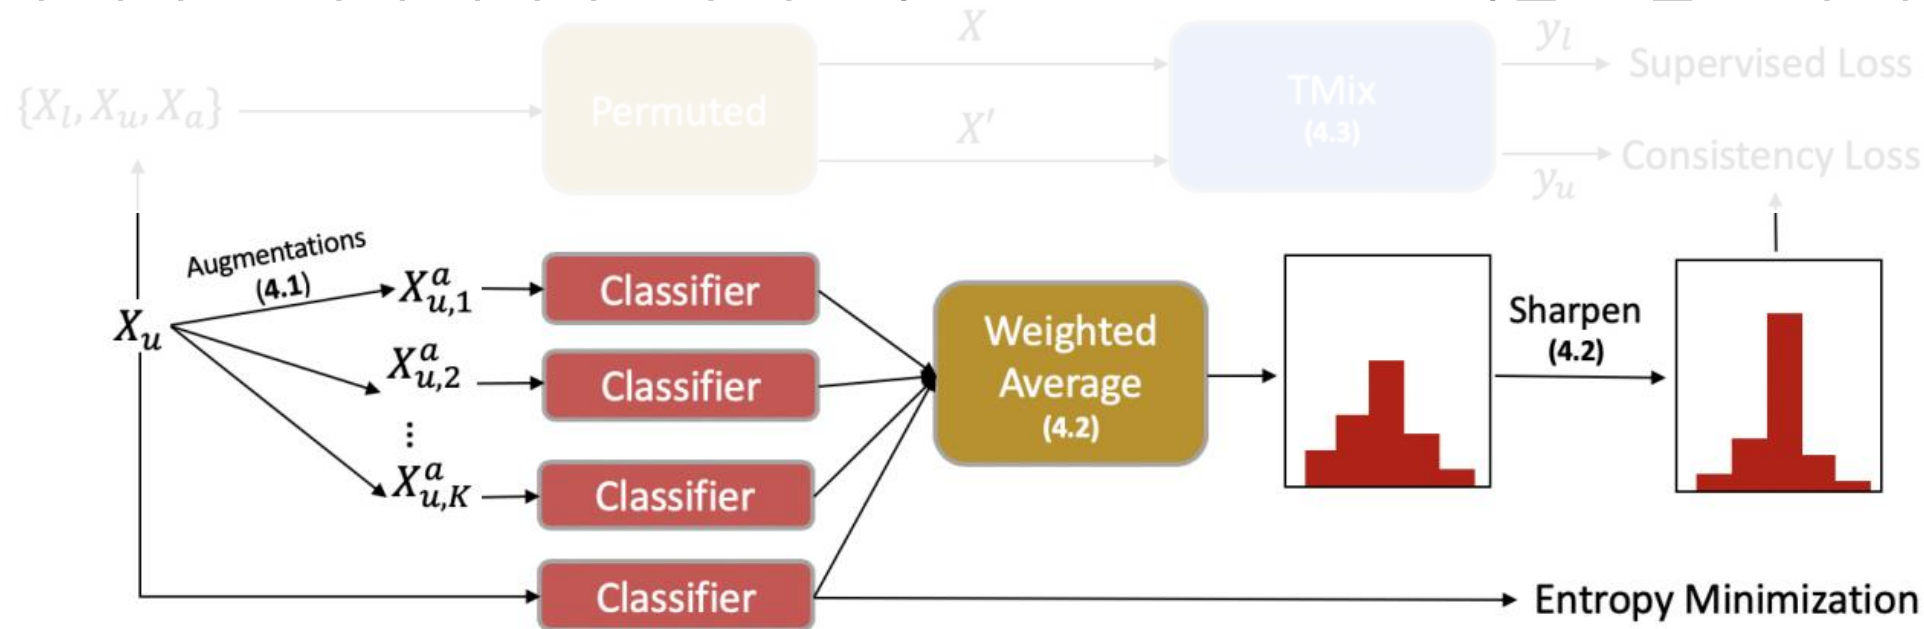 X
y_l
Supervised Loss
{X_l, X_u, X_a}
Permuted
TMix
(4.3)
X'
Consistency Loss
y_u
Augmentations
(4.1)
X_u
X^a_{u,1}
Classifier
X^a_{u,2}
Classifier
⋮
X^a_{u,K}
Classifier
Classifier
Weighted
Average
(4.2)
Sharpen
(4.2)
Entropy Minimization